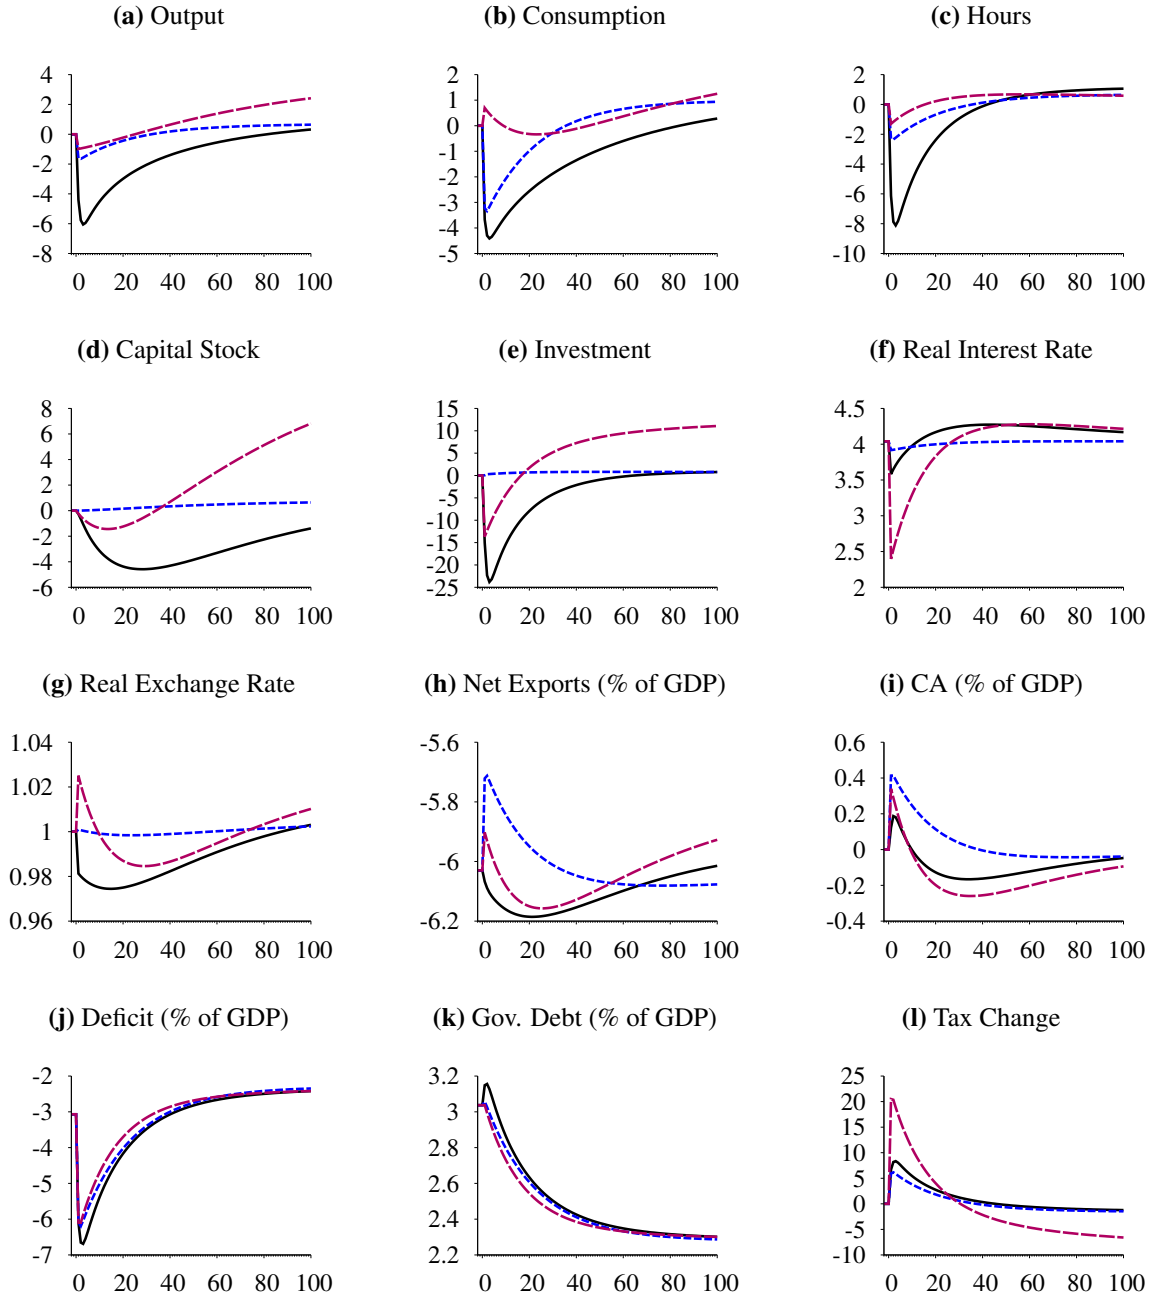 (a) Output (b) Consumption (c) Hours
4 2 2
2 1 0
0 0 -2
-2 -1 -4
-4 -2 -6
-6 -3 -8
-8 -4 -10
-5
0 20 40 60 80 100 0 20 40 60 80 100 0 20 40 60 80 100
(d) Capital Stock (e) Investment (f) Real Interest Rate
8 15 4.5
6 10 4
4 5 3.5
2 0 3
0 -5 2.5
-2 -10 2
-4 -15
-6 -20
-25
0 20 40 60 80 100 0 20 40 60 80 100 0 20 40 60 80 100
(g) Real Exchange Rate (h) Net Exports (% of GDP) (i) CA (% of GDP)
1.04 -5.6 0.6
1.02 -5.8 0.4
1 -6 0.2
0.98 -6.2 0
0.96 -0.2
-0.4
0 20 40 60 80 100 0 20 40 60 80 100 0 20 40 60 80 100
(j) Deficit (% of GDP) (k) Gov. Debt (% of GDP) (l) Tax Change
-2 3.2 25
-3 3 20
-4 2.8 15
-5 2.6 10
-6 2.4 5
-7 2.2 0
-5
-10
0 20 40 60 80 100 0 20 40 60 80 100 0 20 40 60 80 100